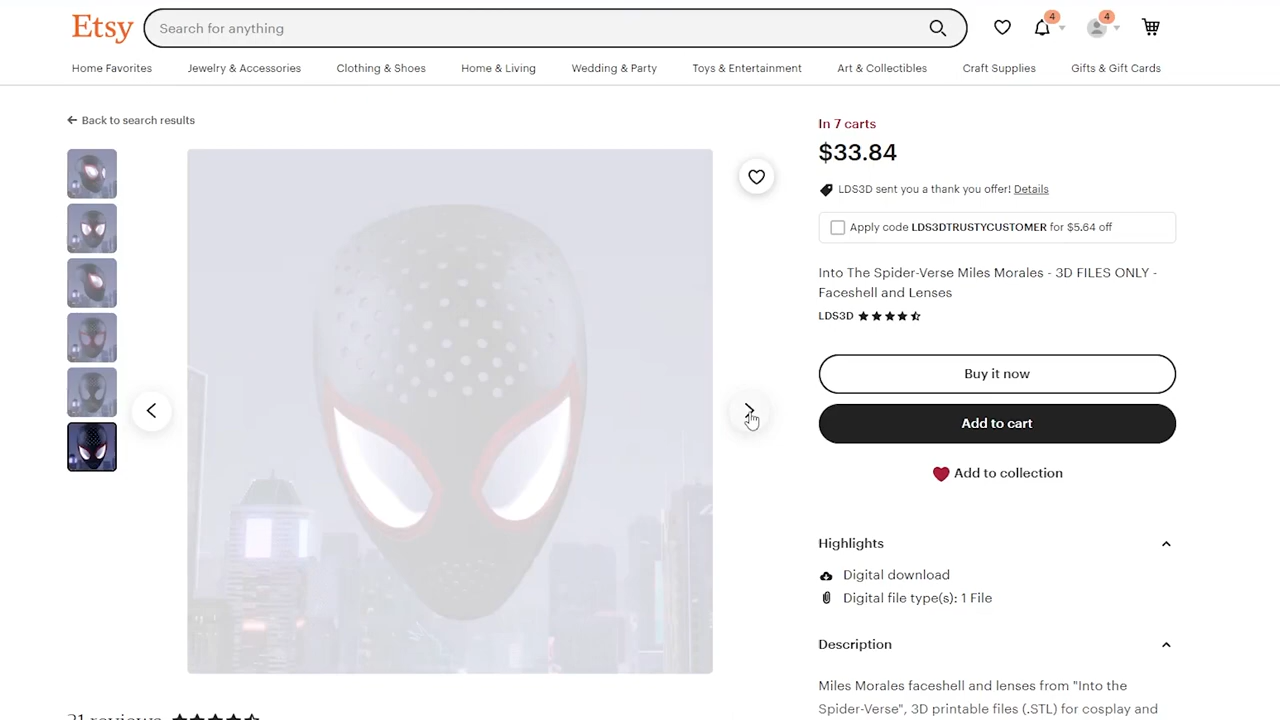 Etsy
Search for anything
4
4
Home Favorites
Jewelry & Accessories
Clothing & Shoes
Home & Living
Wedding & Party
Toys & Entertainment
Art & Collectibles
Craft Supplies
Gifts & Gift Cards
Back to search results
In 7 carts
$33.84
LDS3D sent you a thank you offer! Details
Apply code LDS3DTRUSTYCUSTOMER for $5.64 off
Into The Spider-Verse Miles Morales - 3D FILES ONLY -
Faceshell and Lenses
LDS3D
Buy it now
Add to cart
Add to collection
Highlights
Digital download
Digital file type(s): 1 File
Description
Miles Morales faceshell and lenses from "Into the
Spider-Verse", 3D printable files (.STL) for cosplay and
reviews